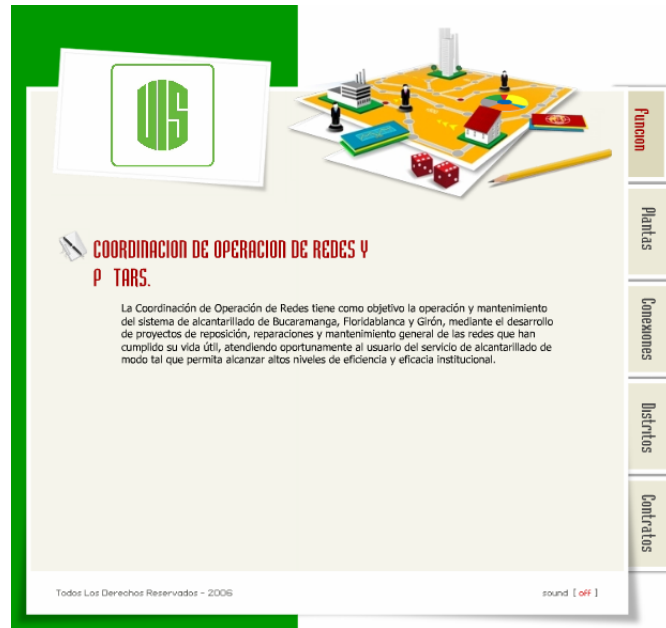 UIS
Funcion
COORDINACION DE OPERACION DE REDES Y
P TARS.
La Coordinación de Operación de Redes tiene como objetivo la operación y mantenimiento
del sistema de alcantarillado de Bucaramanga, Floridablanca y Girón, mediante el desarrollo
de proyectos de reposición, reparaciones y mantenimiento general de las redes que han
cumplido su vida útil, atendiendo oportunamente al usuario del servicio de alcantarillado de
modo tal que permita alcanzar altos niveles de eficiencia y eficacia institucional.
Plantas
Conexiones
Distritos
Contratos
Todos Los Derechos Reservados - 2006
sound [ off ]